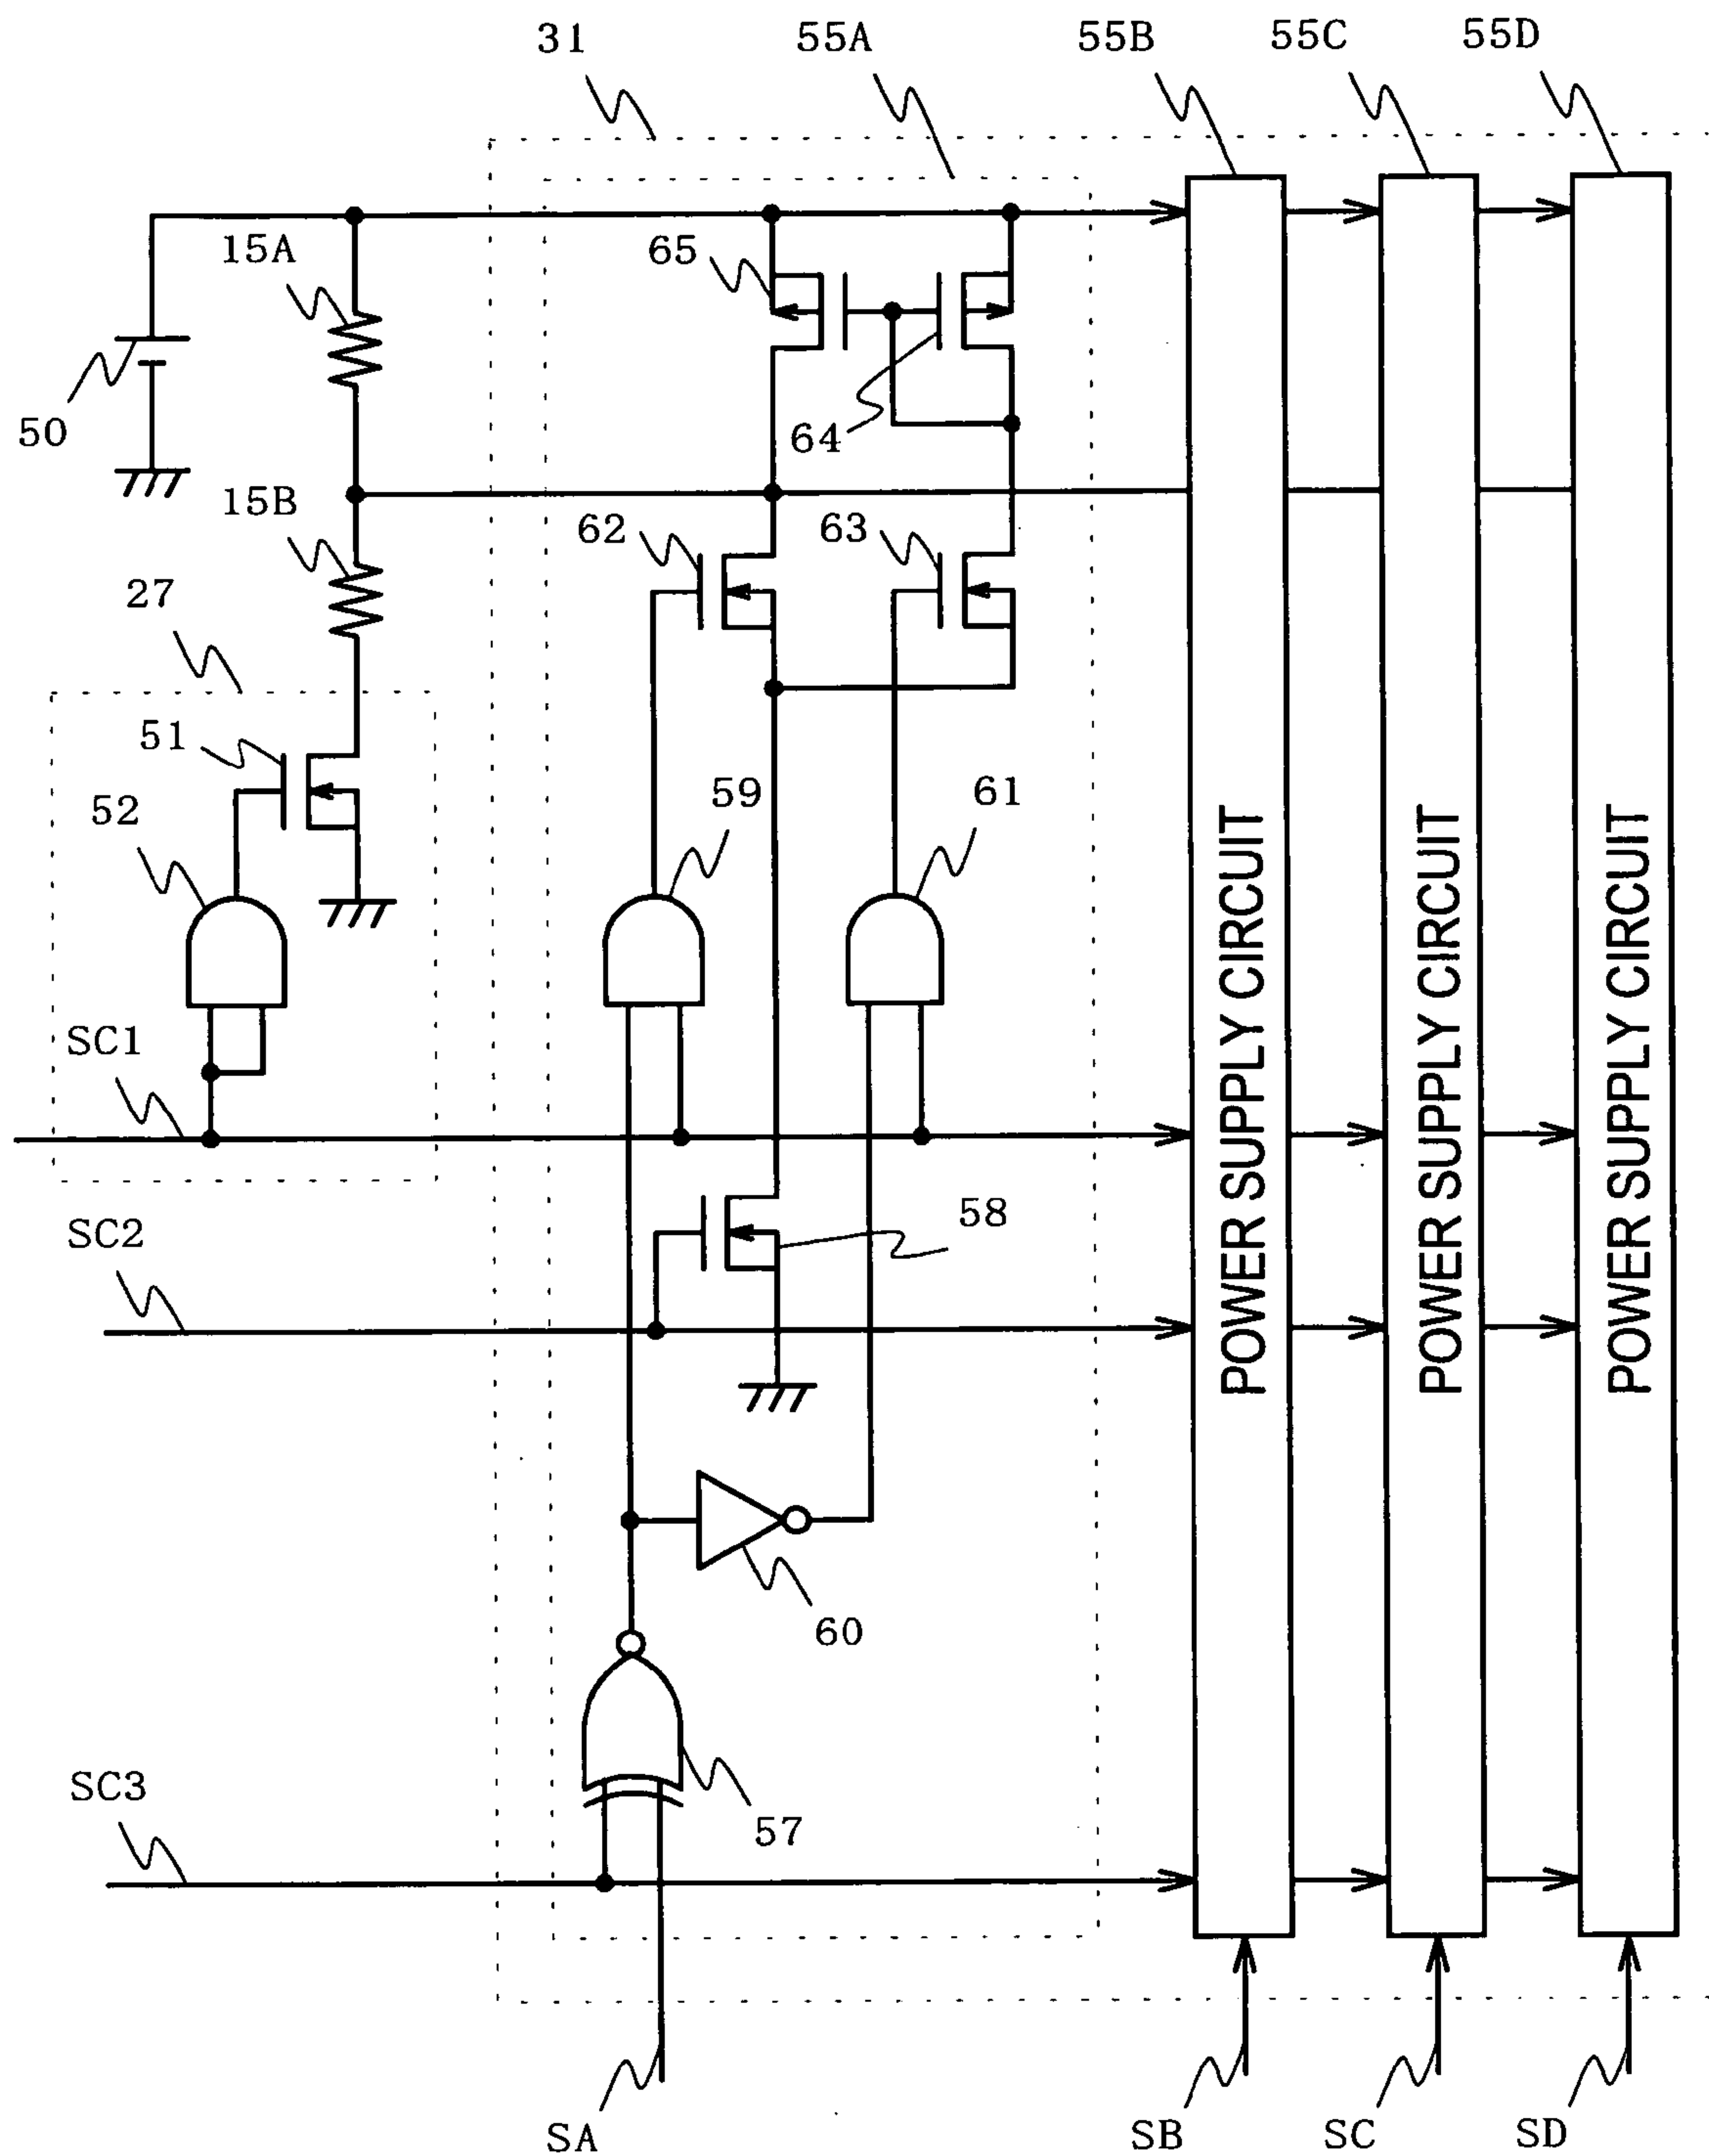 31
55A
55B
55C
55D
15A
65
50
64
15B
62
63
27
51
52
59
61
SC1
POWER SUPPLY CIRCUIT
POWER SUPPLY CIRCUIT
POWER SUPPLY CIRCUIT
SC2
58
60
SC3
57
SA
SB
SC
SD